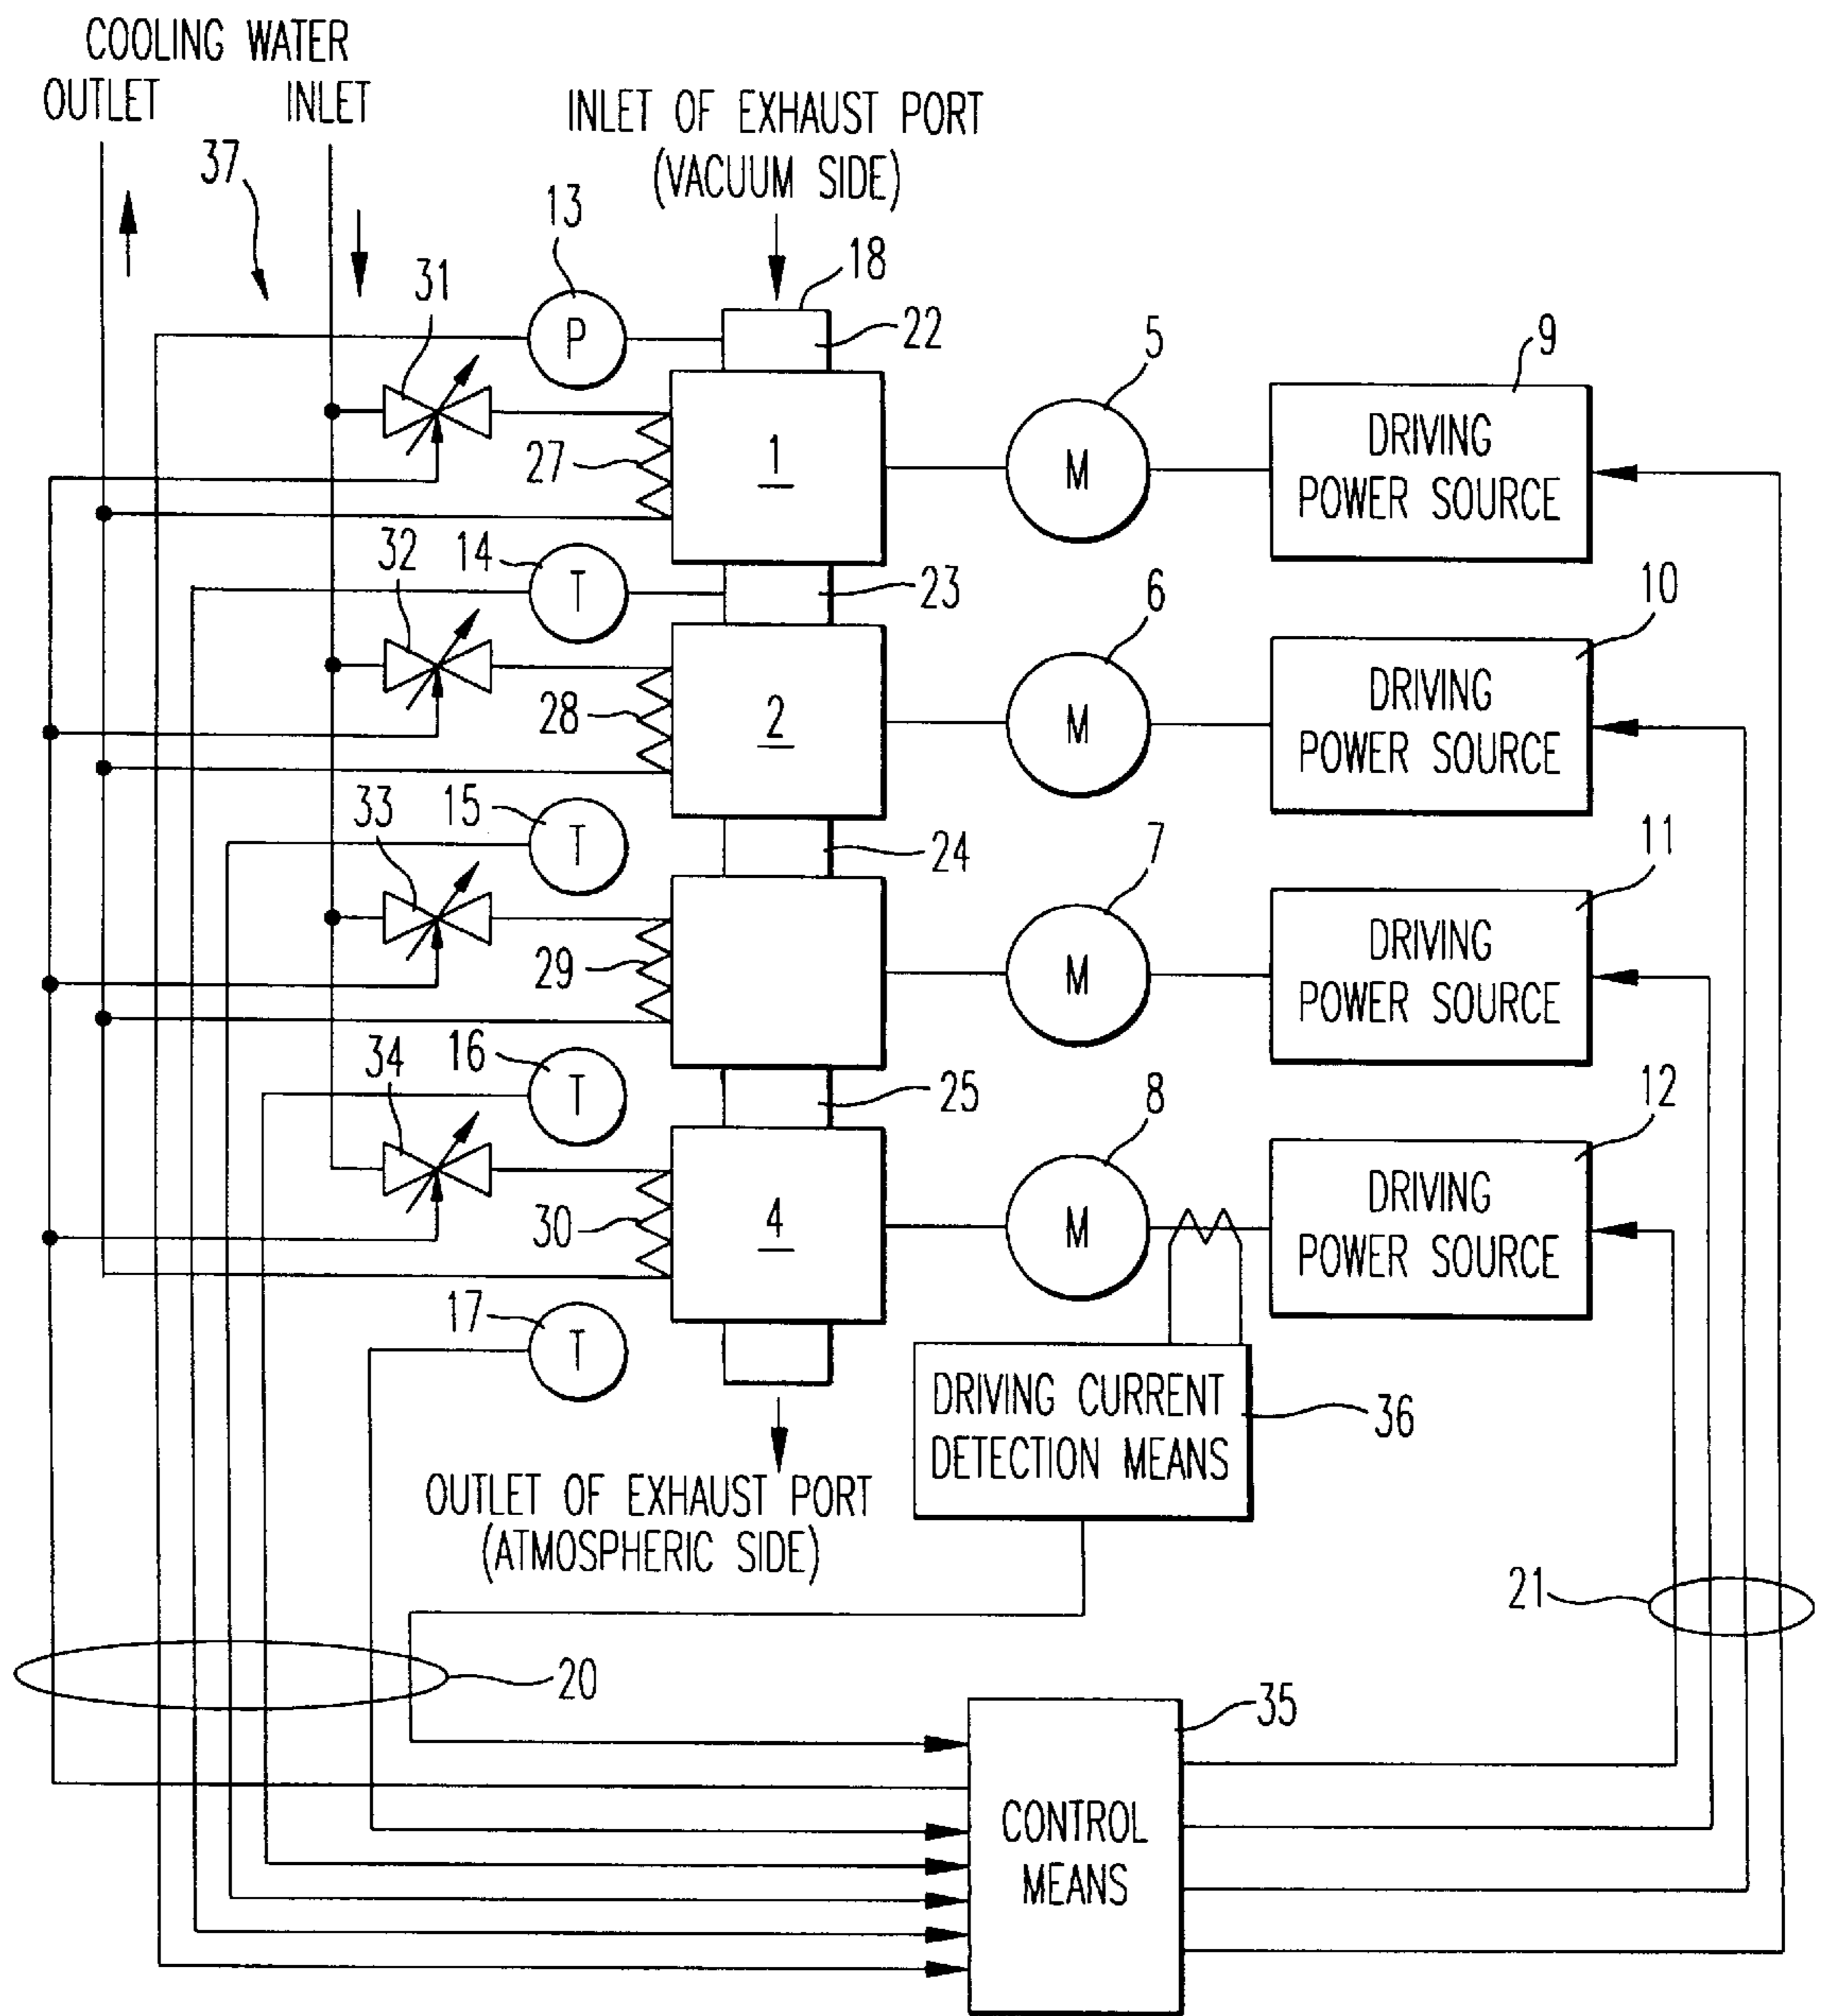 COOLING WATER
OUTLET
INLET
INLET OF EXHAUST PORT
(VACUUM SIDE)
37
13
18
31
P
22
5
9
DRIVING
POWER SOURCE
M
1
27
32
14
T
23
6
10
DRIVING
POWER SOURCE
M
2
28
33
15
T
24
7
11
DRIVING
POWER SOURCE
M
29
34
16
T
25
8
12
DRIVING
POWER SOURCE
M
4
30
17
T
DRIVING CURRENT
DETECTION MEANS
36
OUTLET OF EXHAUST PORT
(ATMOSPHERIC SIDE)
21
20
35
CONTROL
MEANS